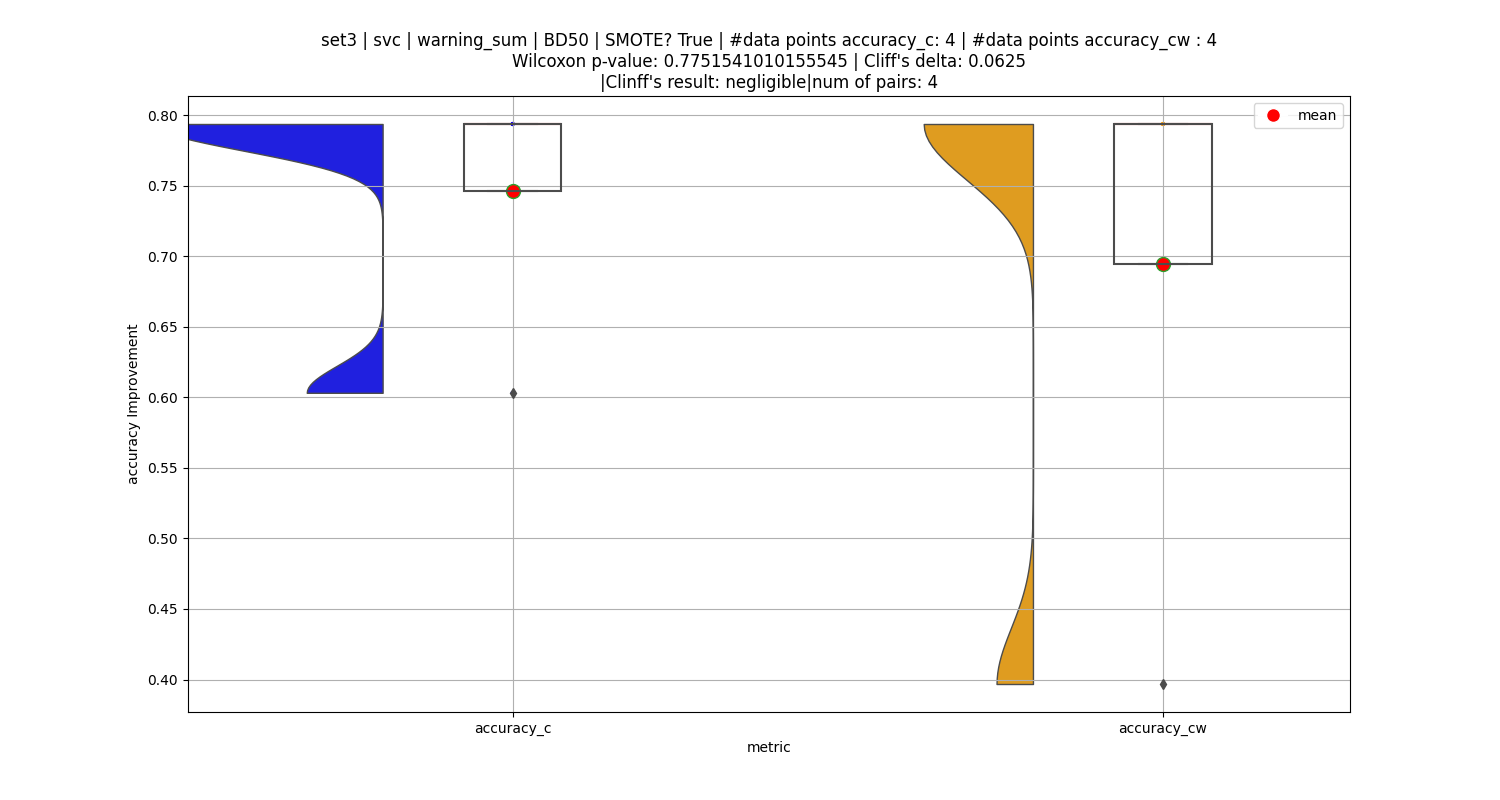 set3 | svc | warning_sum | BD50 | SMOTE? True | #data points accuracy_c: 4 | #data points accuracy_cw : 4
Wilcoxon p-value: 0.7751541010155545 | Cliff's delta: 0.0625
|Clinff's result: negligible|num of pairs: 4
mean
0.80
0.75
0.70
0.65
0.60
0.55
0.50
0.45
0.40
accuracy Improvement
accuracy_c
accuracy_cw
metric